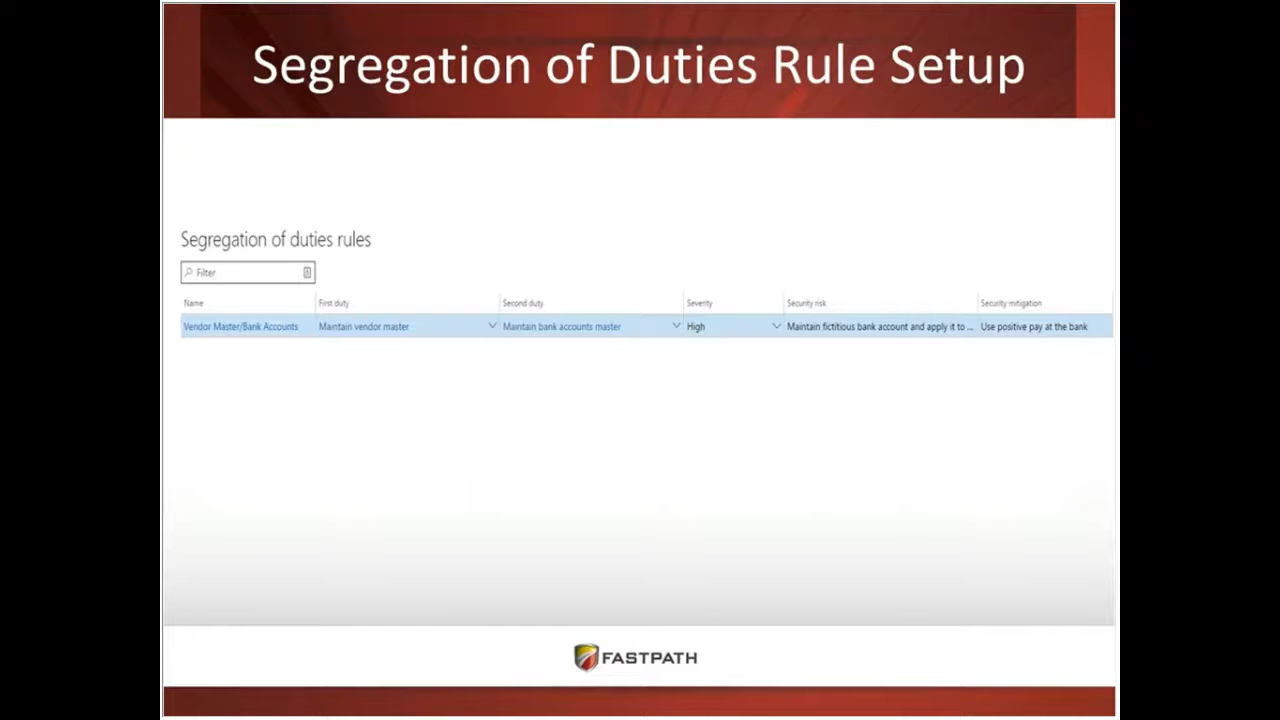 Segregation of Duties Rule Setup
Segregation of duties rules
Filter
Name First duty Second duty Severity Security risk Security mitigation
Vendor Master/Bank Accounts Maintain vendor master Maintain bank accounts master High Maintain fictitious bank account and apply it to ... Use positive pay at the bank
FASTPATH